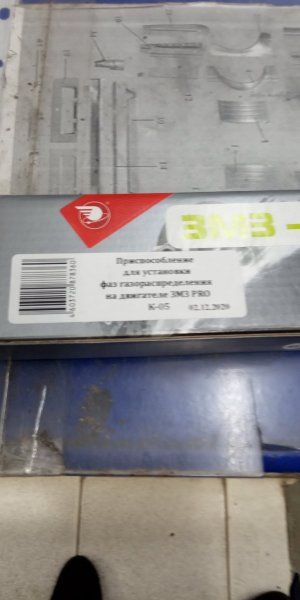 ЗМЗ -
Приспособление
для установки
фаз газораспределения
на двигателе ЗМЗ PRO
К-05 02.12.2020